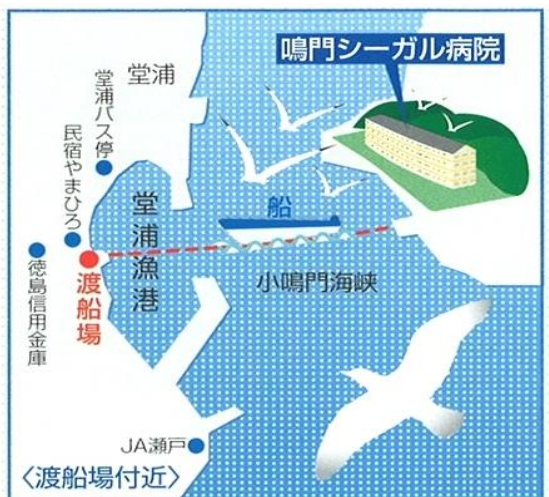 鳴門シーガル病院
堂浦
堂浦バス停
民宿やまひろ
堂浦漁港
船
渡船場
小鳴門海峡
徳島信用金庫
JA瀬戸
〈渡船場付近〉